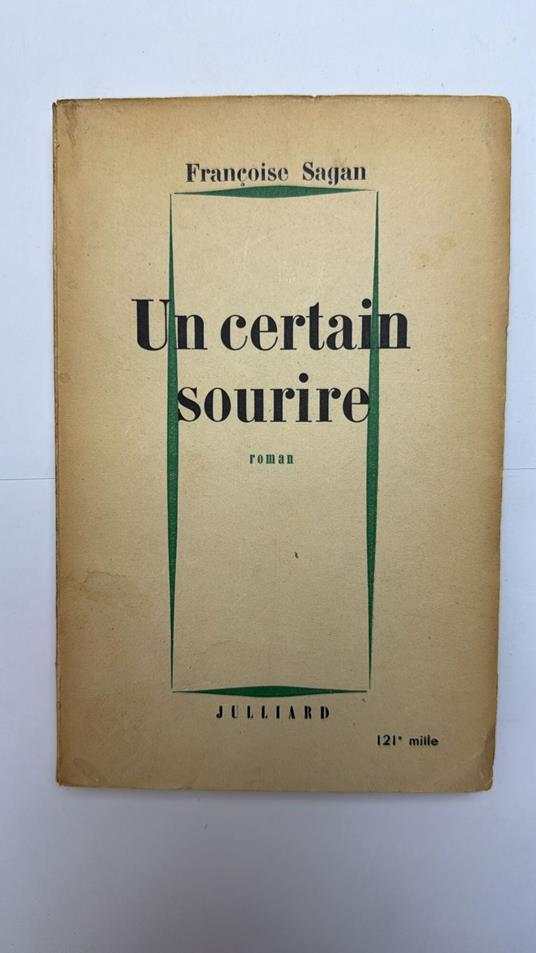 Françoise Sagan
Un certain
sourire
roman
JULLIARD
121e mille